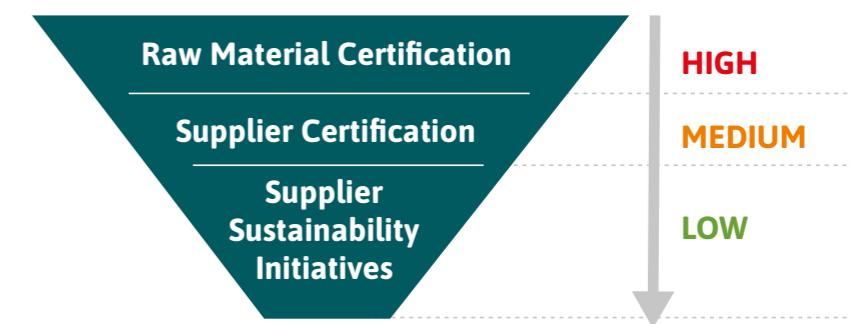 Raw Material Certification
HIGH
Supplier Certification
MEDIUM
Supplier
Sustainability
Initiatives
LOW